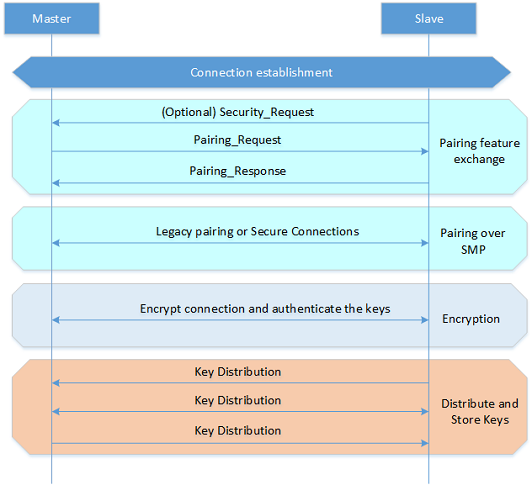 Master
Slave
Connection establishment
(Optional) Security_Request
Pairing_Request
Pairing_Response
Pairing feature
exchange
Legacy pairing or Secure Connections
Pairing over
SMP
Encrypt connection and authenticate the keys
Encryption
Key Distribution
Key Distribution
Key Distribution
Distribute and
Store Keys